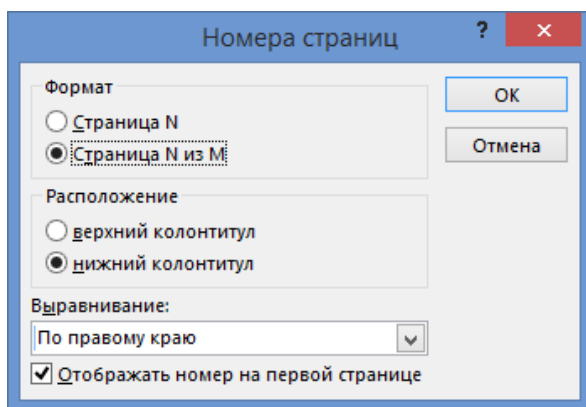 Номера страниц
?
Формат
Страница N
Страница N из M
Расположение
верхний колонтитул
нижний колонтитул
Выравнивание:
По правому краю
Отображать номер на первой странице
ОК
Отмена